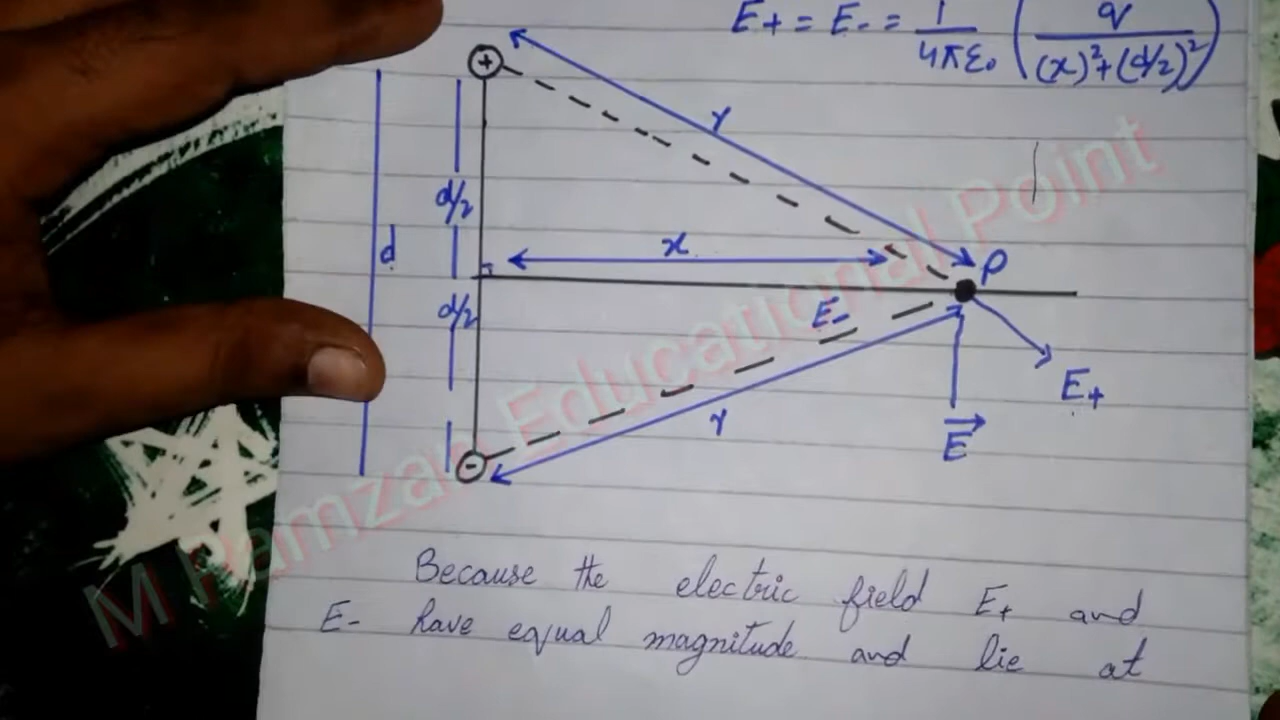 E+ = E- = 1/4πε₀ (q/(x)²+(d/2)²)
+
r
d/2
d
x
P
d/2
E-
E+
r
E
-
Because the electric field E+ and
E- have equal magnitude and lie at
M Ramzan Educational Point